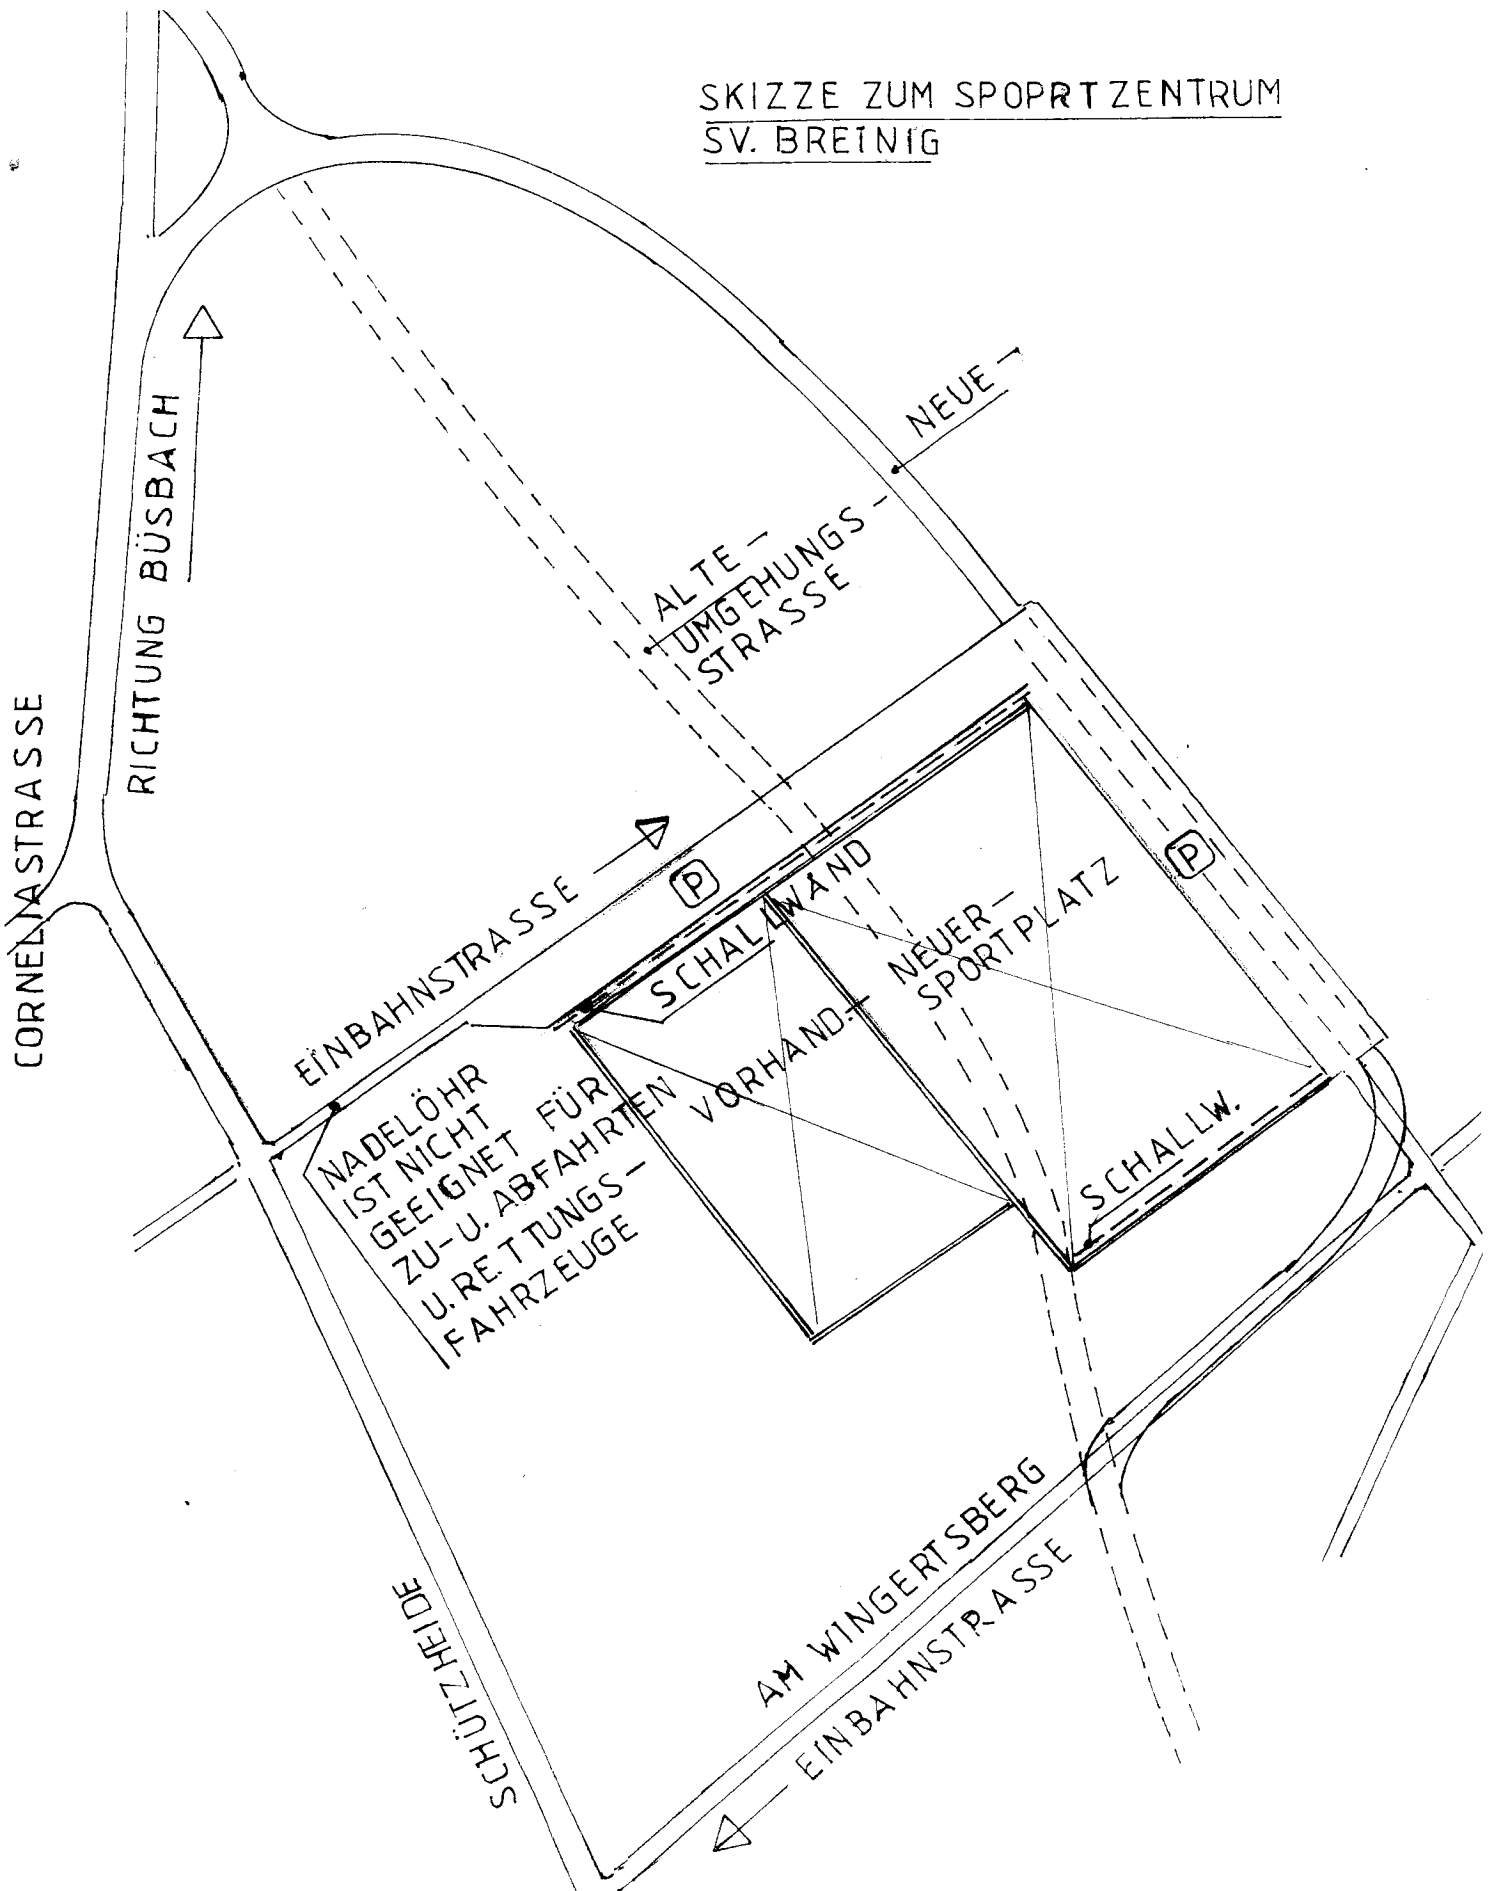 SKIZZE ZUM SPOPRTZENTRUM
SV. BREINIG
NEUE-
ALTE-
UMGEHUNGS-
STRASSE
RICHTUNG BÜSBACH
CORNELIASTRASSE
EINBAHNSTRASSE
P
P
SCHALLWAND
NEUER-
SPORTPLATZ
VORHAND.-
NADELÖHR
IST NICHT
GEEIGNET FÜR
ZU-U. ABFAHRTEN
U. RETTUNGS-
FAHRZEUGE
SCHALLW.
SCHÜTZHEIDE
AM WINGERTSBERG
EINBAHNSTRASSE